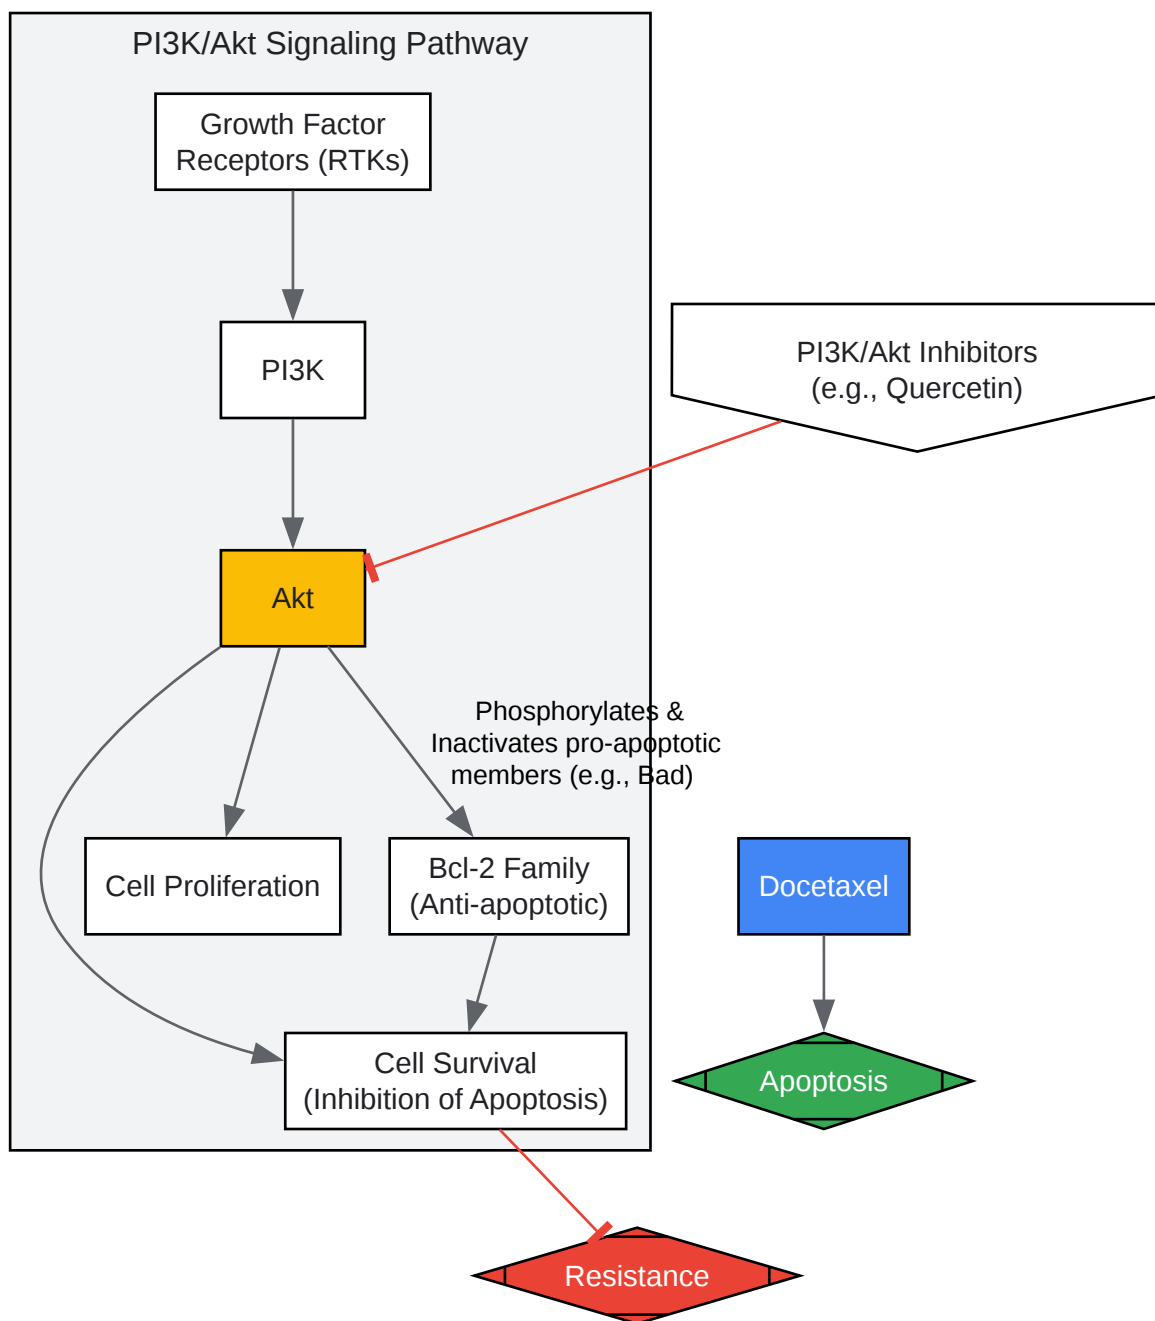 PI3K/Akt Signaling Pathway
Growth Factor
Receptors (RTKs)
PI3K
PI3K/Akt Inhibitors
(e.g., Quercetin)
Akt
Phosphorylates &
Inactivates pro-apoptotic
members (e.g., Bad)
Cell Proliferation
Bcl-2 Family
(Anti-apoptotic)
Docetaxel
Cell Survival
(Inhibition of Apoptosis)
Apoptosis
Resistance